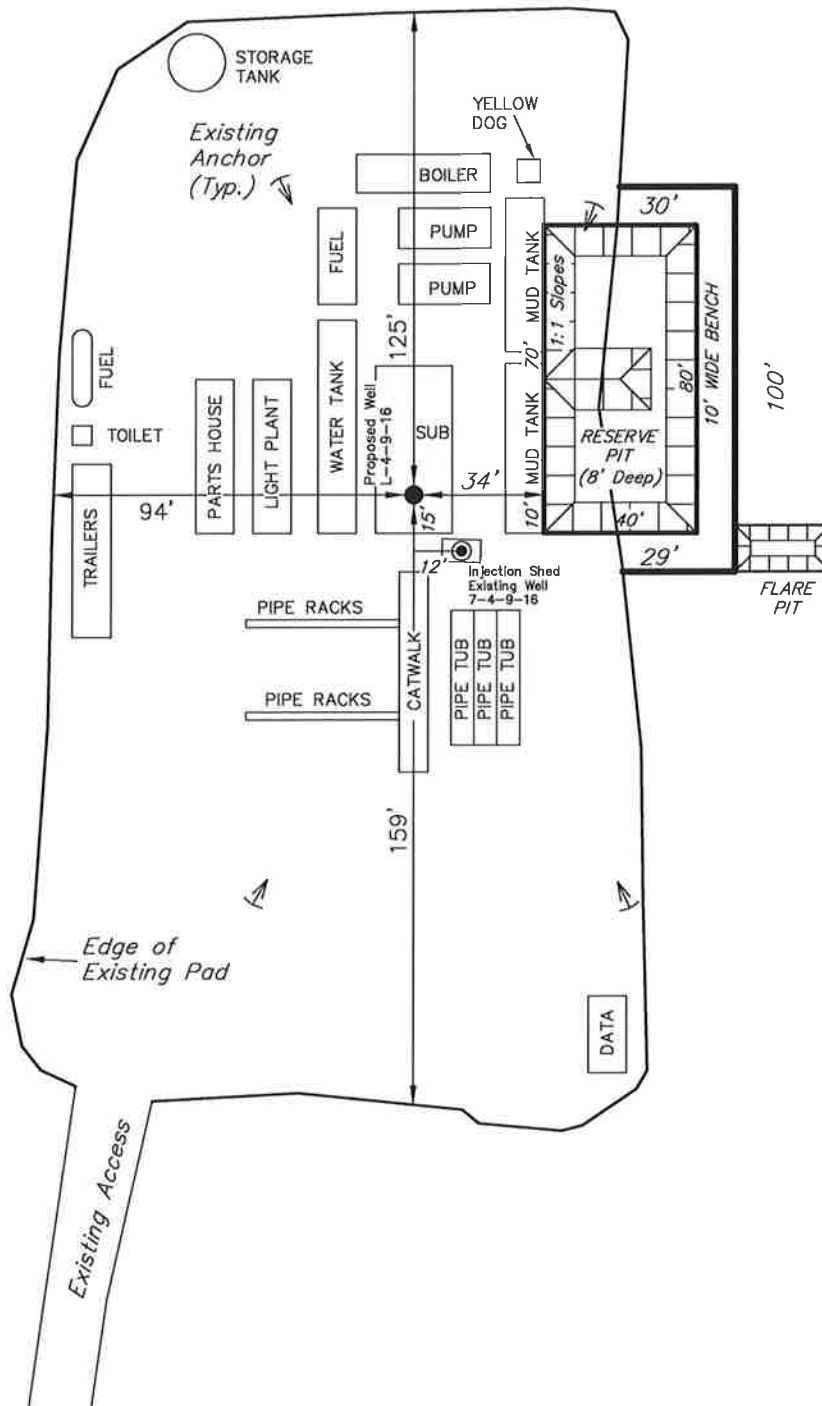 STORAGE
TANK
YELLOW
DOG
Existing
Anchor
(Typ.)
BOILER
30'
FUEL
PUMP
PUMP
MUD TANK
1:1 Slopes
125'
70'
10' WIDE BENCH
100'
80'
FUEL
TOILET
PARTS HOUSE
LIGHT PLANT
WATER TANK
Proposed Well
L-4-9-16
SUB
MUD TANK
RESERVE
PIT
(8' Deep)
TRAILERS
94'
34'
15'
10'
40'
12'
29'
Injection Shed
Existing Well
7-4-9-16
FLARE
PIT
PIPE RACKS
PIPE RACKS
CATWALK
PIPE TUB
PIPE TUB
PIPE TUB
159'
Edge of
Existing Pad
DATA
Existing Access